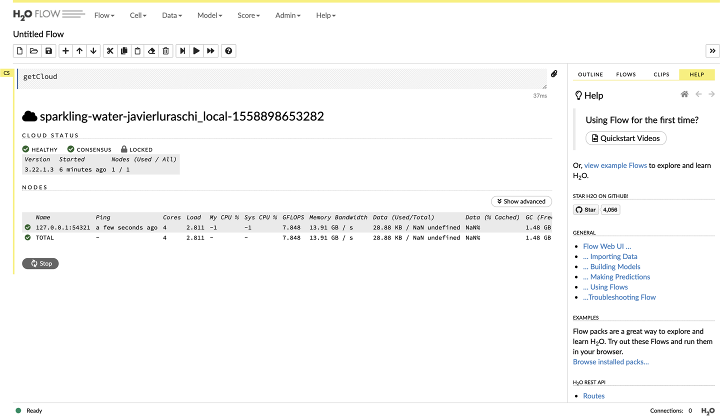 H2O FLOW
Flow Cell Data Model Score Admin Help
Untitled Flow
CS
getCloud
37ms
sparkling-water-javierluraschi_local-1558898653282
CLOUD STATUS
HEALTHY CONSENSUS LOCKED
Version Started Nodes (Used / All)
3.22.1.3 6 minutes ago 1 / 1
NODES
Show advanced
Name Ping Cores Load My CPU % Sys CPU % GFLOPS Memory Bandwidth Data (Used/Total) Data (% Cached) GC (Free
127.0.0.1:54321 a few seconds ago 4 2.811 -1 -1 7.848 13.91 GB / s 28.88 KB / NaN undefined NaN% 1.48 GB
TOTAL - 4 2.811 - - 7.848 13.91 GB / s 28.88 KB / NaN undefined NaN% 1.48 GB
Stop
OUTLINE FLOWS CLIPS HELP
Help
Using Flow for the first time?
Quickstart Videos
Or, view example Flows to explore and learn
H2O.
STAR H2O ON GITHUB!
Star 4,056
GENERAL
Flow Web UI ...
... Importing Data
... Building Models
... Making Predictions
... Using Flows
...Troubleshooting Flow
EXAMPLES
Flow packs are a great way to explore and
learn H2O. Try out these Flows and run them
in your browser.
Browse installed packs...
H2O REST API
Routes
Ready
Connections: 0 H2O